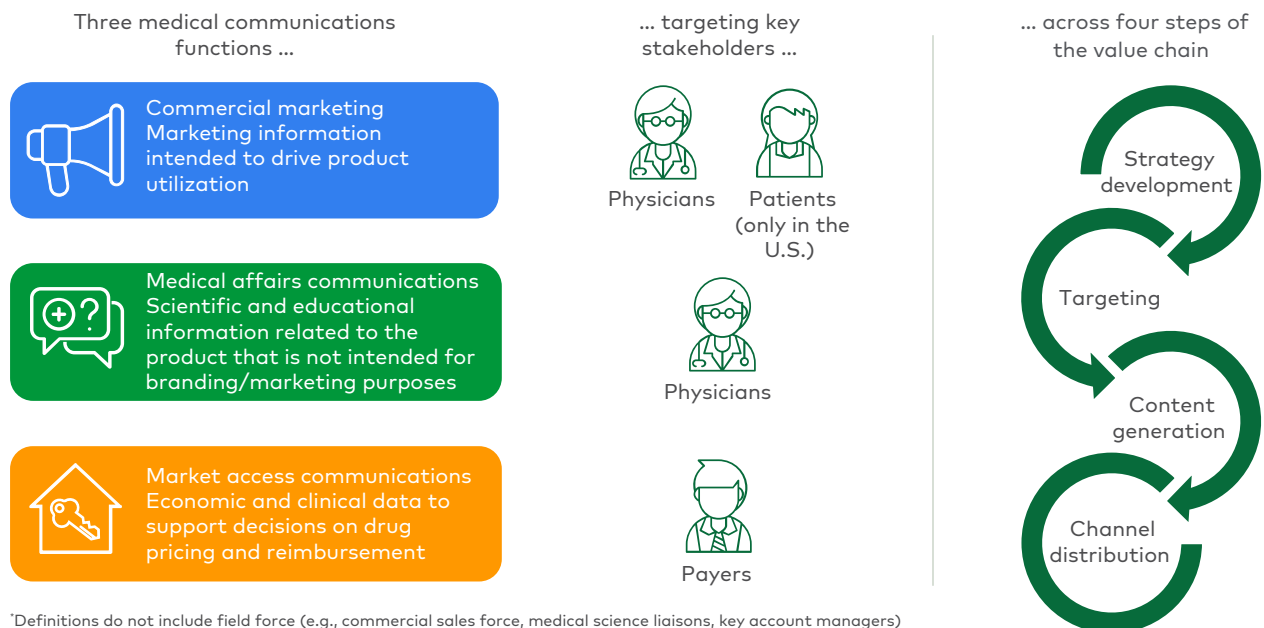 Three medical communications
functions ...
... targeting key
stakeholders ...
... across four steps of
the value chain
Commercial marketing
Marketing information
intended to drive product
utilization
Physicians
Patients
(only in the
U.S.)
Medical affairs communications
Scientific and educational
information related to the
product that is not intended for
branding/marketing purposes
Physicians
Market access communications
Economic and clinical data to
support decisions on drug
pricing and reimbursement
Payers
Strategy
development
Targeting
Content
generation
Channel
distribution
*Definitions do not include field force (e.g., commercial sales force, medical science liaisons, key account managers)